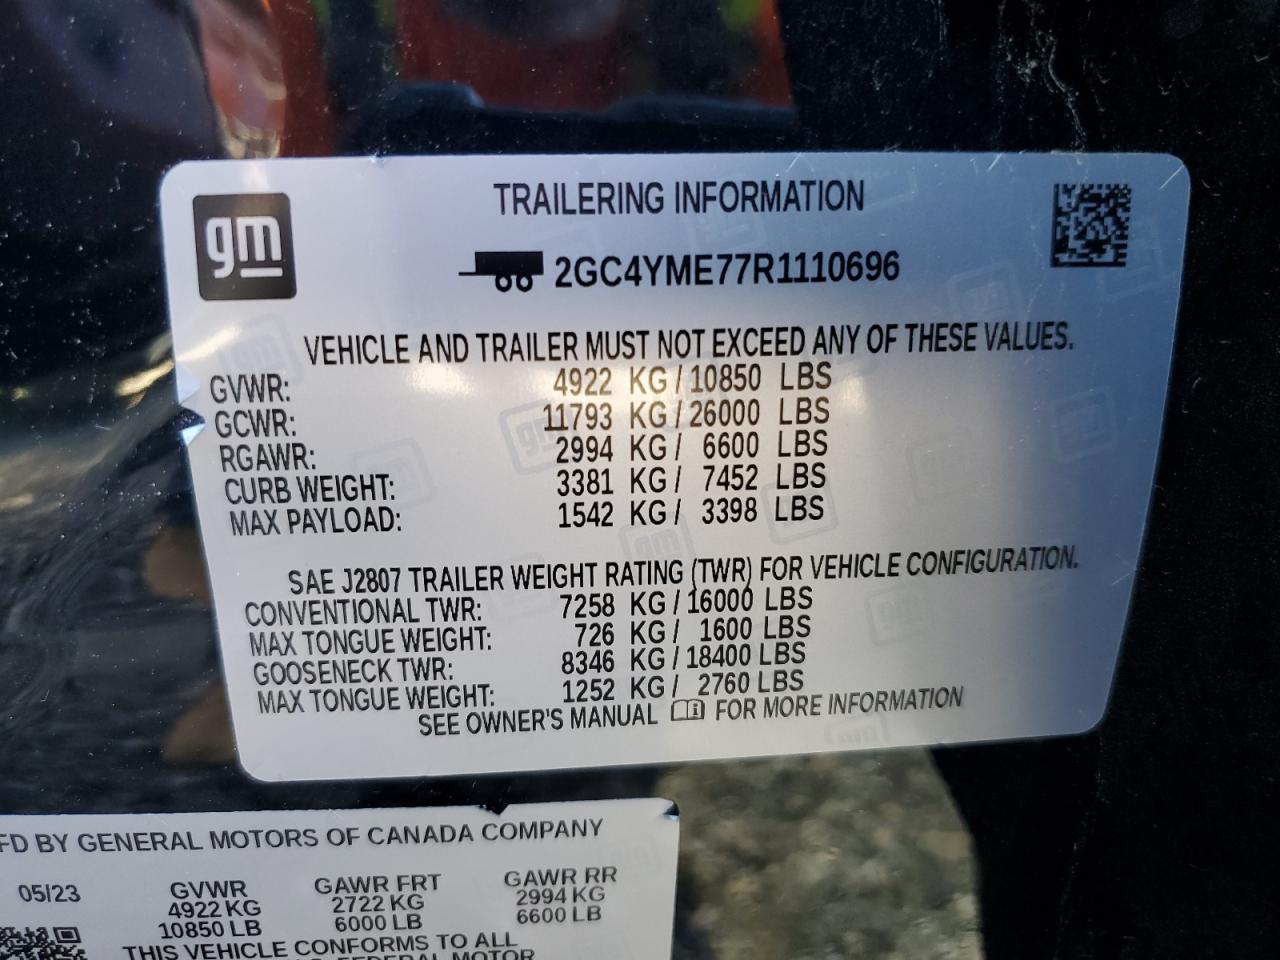 gm
TRAILERING INFORMATION
2GC4YME77R1110696
VEHICLE AND TRAILER MUST NOT EXCEED ANY OF THESE VALUES.
GVWR: 4922 KG / 10850 LBS
GCWR: 11793 KG / 26000 LBS
RGAWR: 2994 KG / 6600 LBS
CURB WEIGHT: 3381 KG / 7452 LBS
MAX PAYLOAD: 1542 KG / 3398 LBS
SAE J2807 TRAILER WEIGHT RATING (TWR) FOR VEHICLE CONFIGURATION.
CONVENTIONAL TWR: 7258 KG / 16000 LBS
MAX TONGUE WEIGHT: 726 KG / 1600 LBS
GOOSENECK TWR: 8346 KG / 18400 LBS
MAX TONGUE WEIGHT: 1252 KG / 2760 LBS
SEE OWNER'S MANUAL FOR MORE INFORMATION
FD BY GENERAL MOTORS OF CANADA COMPANY
05/23 GVWR GAWR FRT GAWR RR
4922 KG 2722 KG 2994 KG
10850 LB 6000 LB 6600 LB
THIS VEHICLE CONFORMS TO ALL
FEDERAL MOTOR